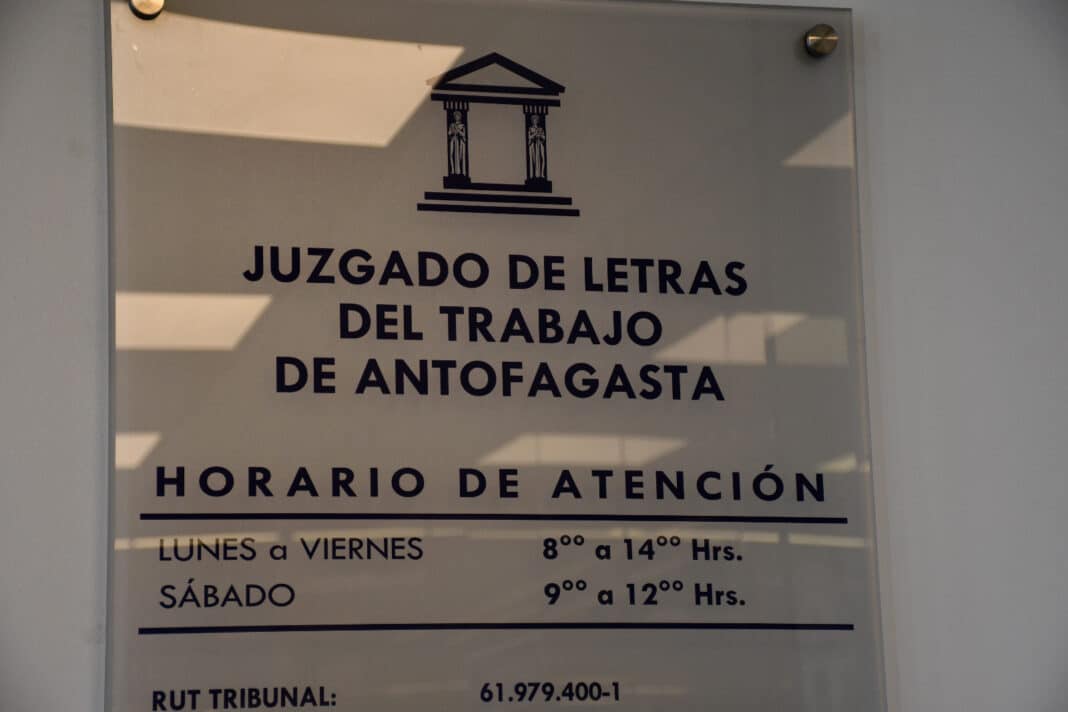 JUZGADO DE LETRAS
DEL TRABAJO
DE ANTOFAGASTA
HORARIO DE ATENCIÓN
LUNES a VIERNES 8°° a 14°° Hrs.
SÁBADO 9°° a 12°° Hrs.
RUT TRIBUNAL: 61.979.400-1